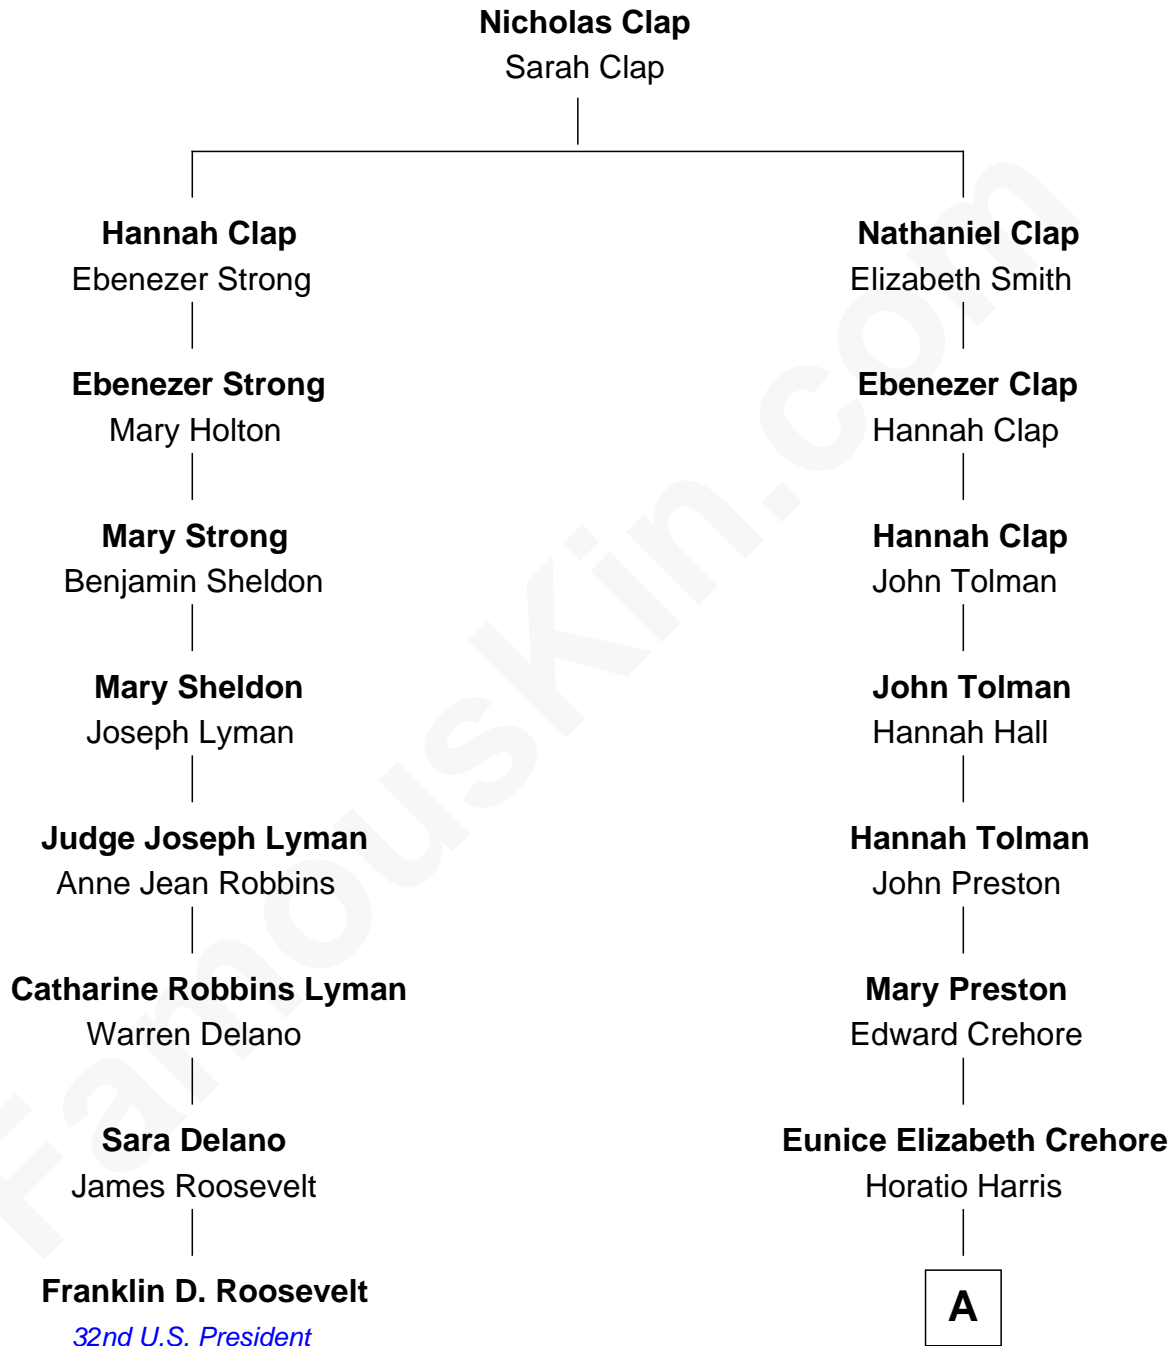 Nicholas Clap
Sarah Clap
Hannah Clap
Ebenezer Strong
Nathaniel Clap
Elizabeth Smith
Ebenezer Strong
Mary Holton
Ebenezer Clap
Hannah Clap
Mary Strong
Benjamin Sheldon
Hannah Clap
John Tolman
Mary Sheldon
Joseph Lyman
John Tolman
Hannah Hall
Judge Joseph Lyman
Anne Jean Robbins
Hannah Tolman
John Preston
Catharine Robbins Lyman
Warren Delano
Mary Preston
Edward Crehore
Sara Delano
James Roosevelt
Eunice Elizabeth Crehore
Horatio Harris
Franklin D. Roosevelt
32nd U.S. President
A
FamousKin.com